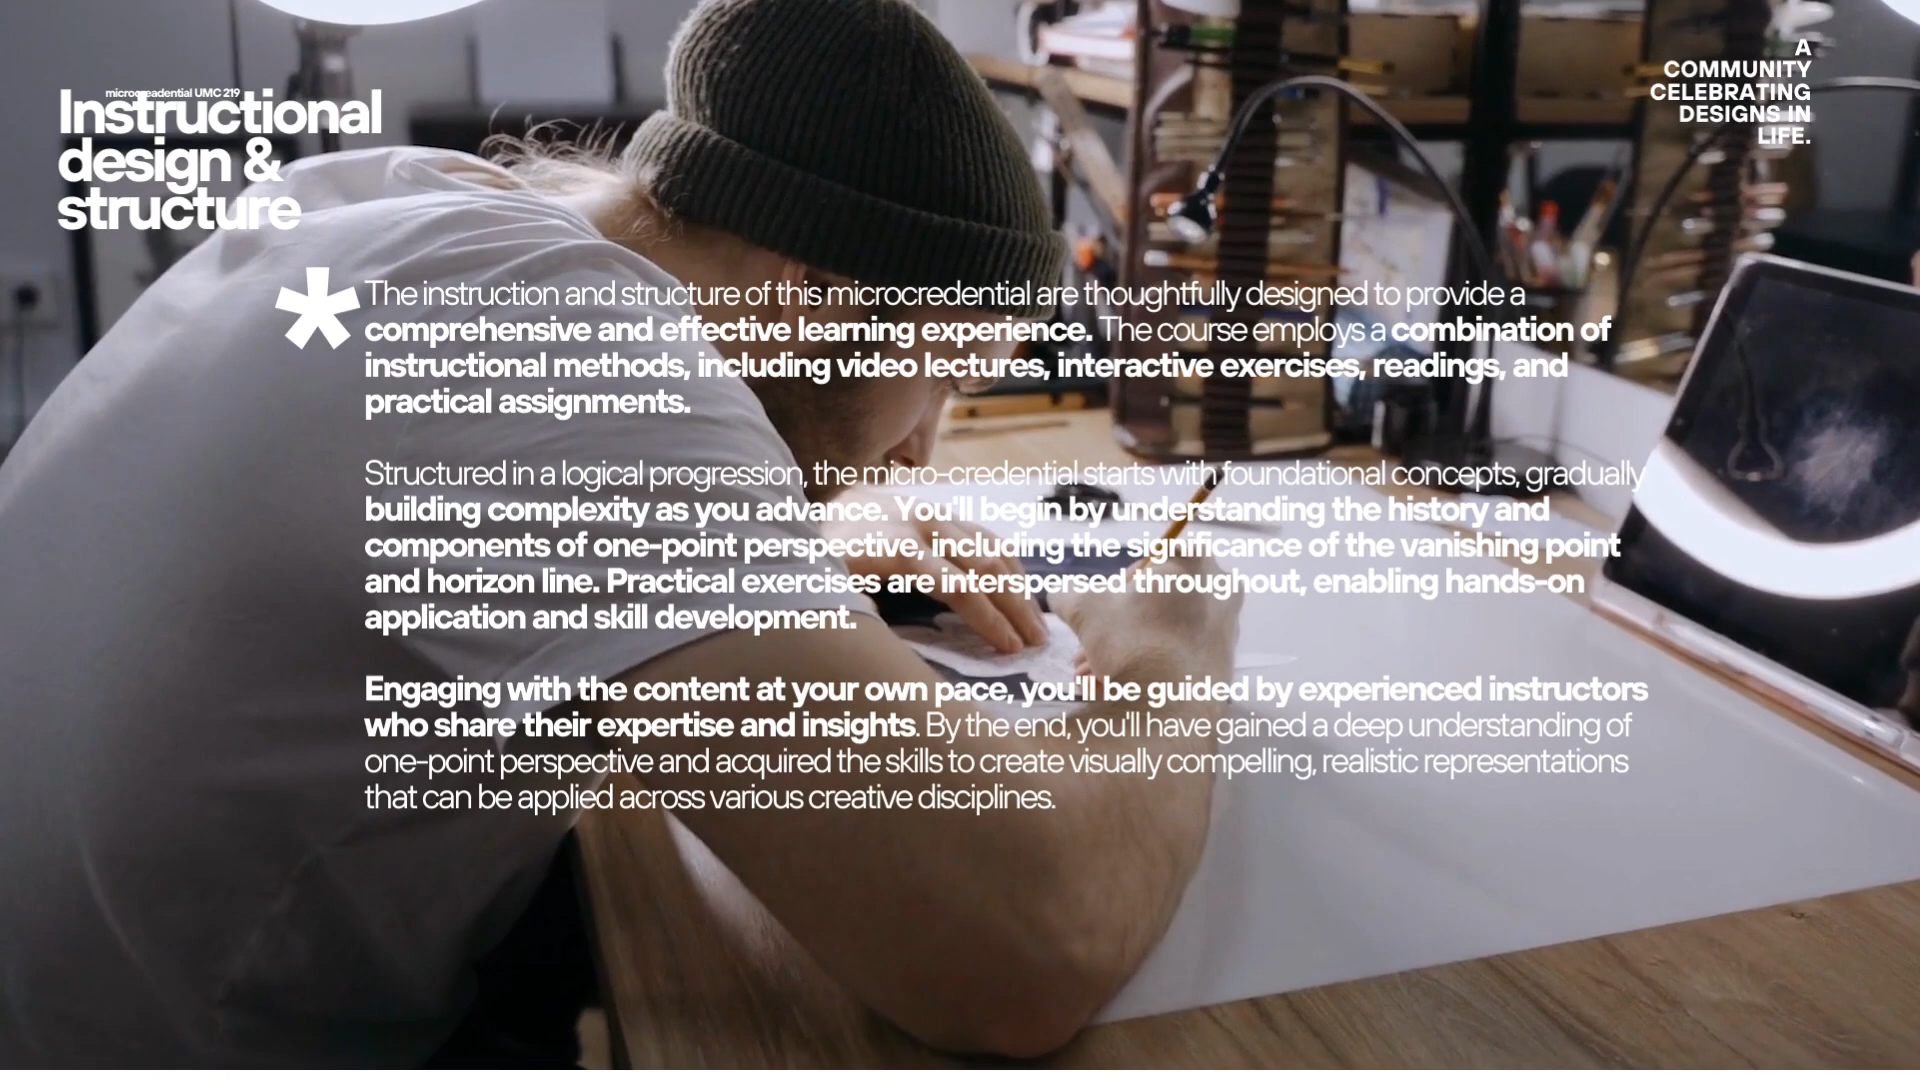 microcreadential UMC 219
Instructional
design &
structure
A
COMMUNITY
CELEBRATING
DESIGNS IN
LIFE.
* The instruction and structure of this microcredential are thoughtfully designed to provide a
comprehensive and effective learning experience. The course employs a combination of
instructional methods, including video lectures, interactive exercises, readings, and
practical assignments.
Structured in a logical progression, the micro-credential starts with foundational concepts, gradually
building complexity as you advance. You'll begin by understanding the history and
components of one-point perspective, including the significance of the vanishing point
and horizon line. Practical exercises are interspersed throughout, enabling hands-on
application and skill development.
Engaging with the content at your own pace, you'll be guided by experienced instructors
who share their expertise and insights. By the end, you'll have gained a deep understanding of
one-point perspective and acquired the skills to create visually compelling, realistic representations
that can be applied across various creative disciplines.